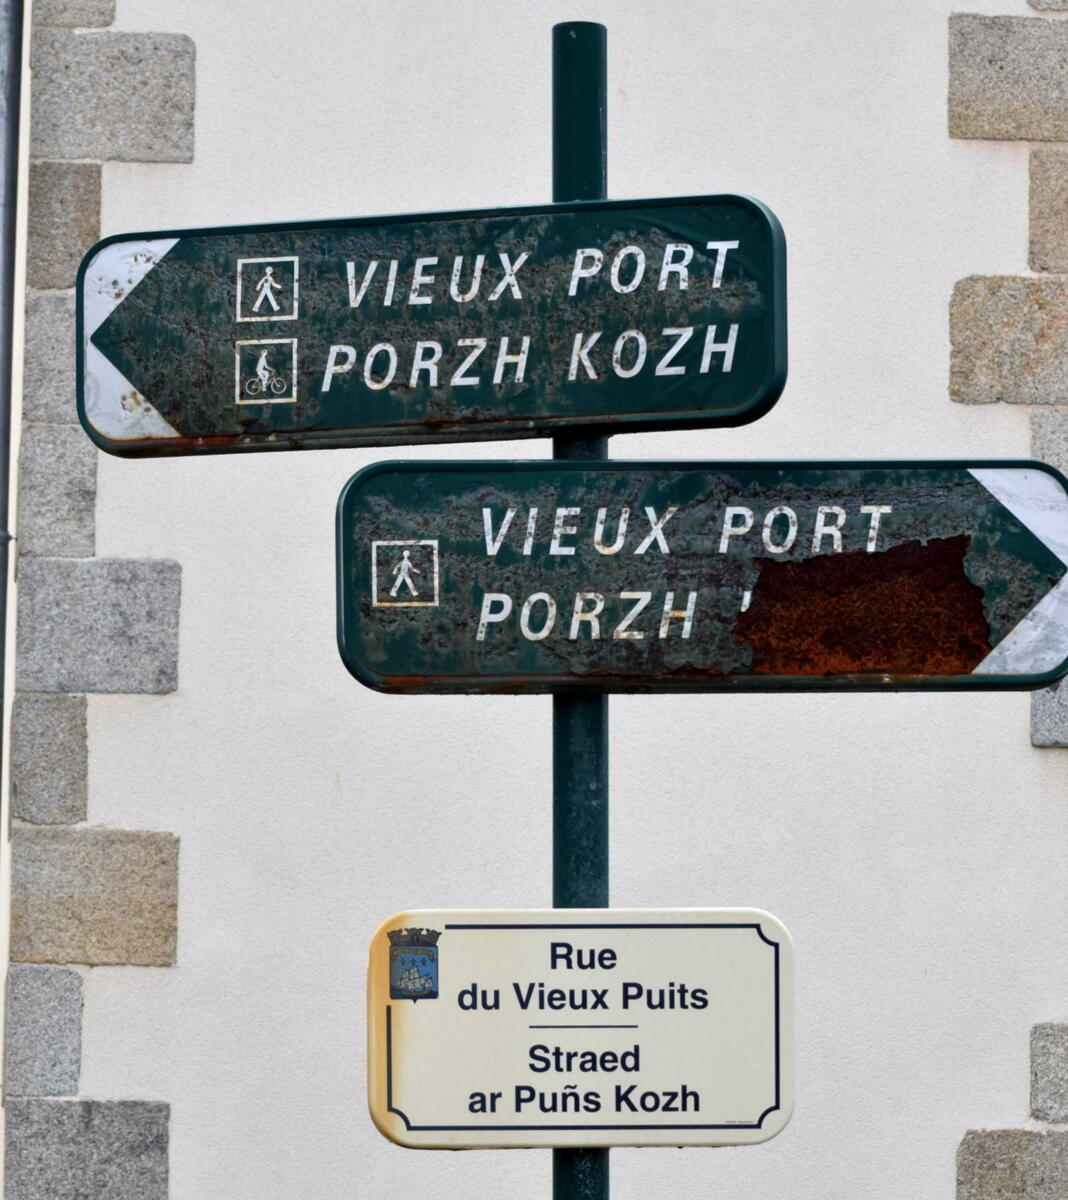 VIEUX PORT
PORZH KOZH
VIEUX PORT
PORZH
Rue
du Vieux Puits
Straed
ar Puñs Kozh